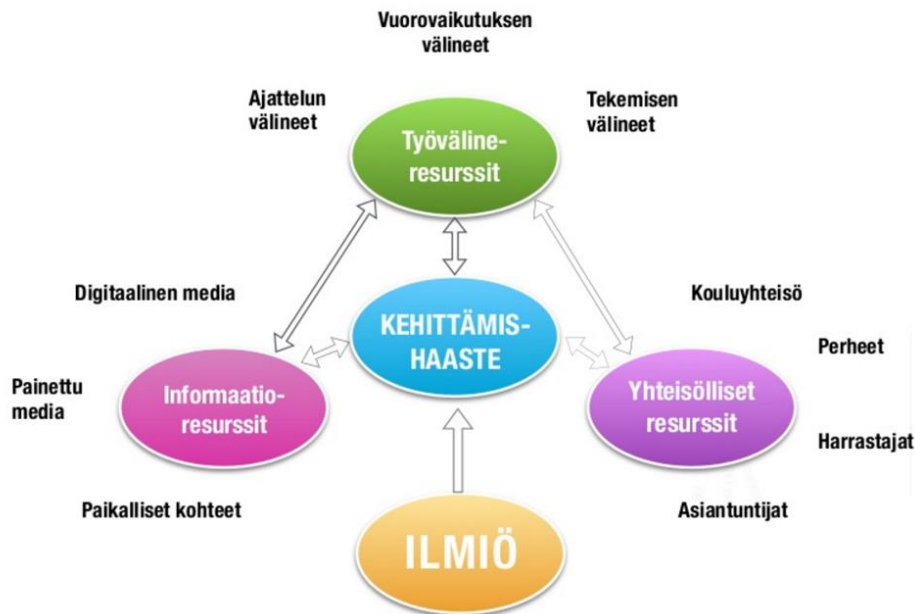 Vuorovaikutuksen
välineet
Ajattelun
välineet
Tekemisen
välineet
Työväline-
resurssit
Digitaalinen media
Kouluyhteisö
KEHITTÄMIS-
HAASTE
Perheet
Painettu
media
Informaatio-
resurssit
Yhteisölliset
resurssit
Harrastajat
Paikalliset kohteet
Asiantuntijat
ILMIÖ